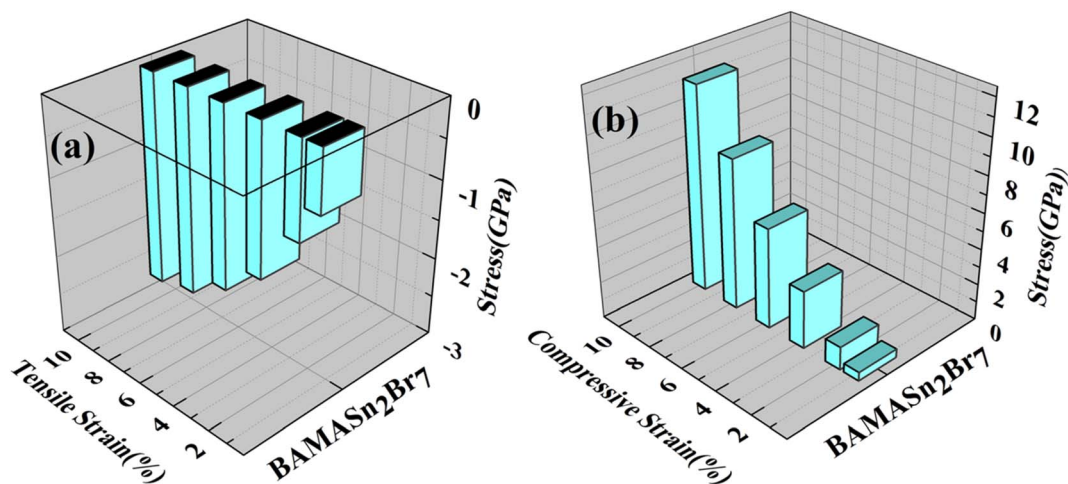 (a)
0
-1
-2
-3
Stress(GPa)
10
8
6
4
2
Tensile Strain(%)
BAMASn2Br7
(b)
12
10
8
6
4
2
0
Stress(GPa))
10
8
6
4
2
Compressive Strain(%)
BAMASn2Br7